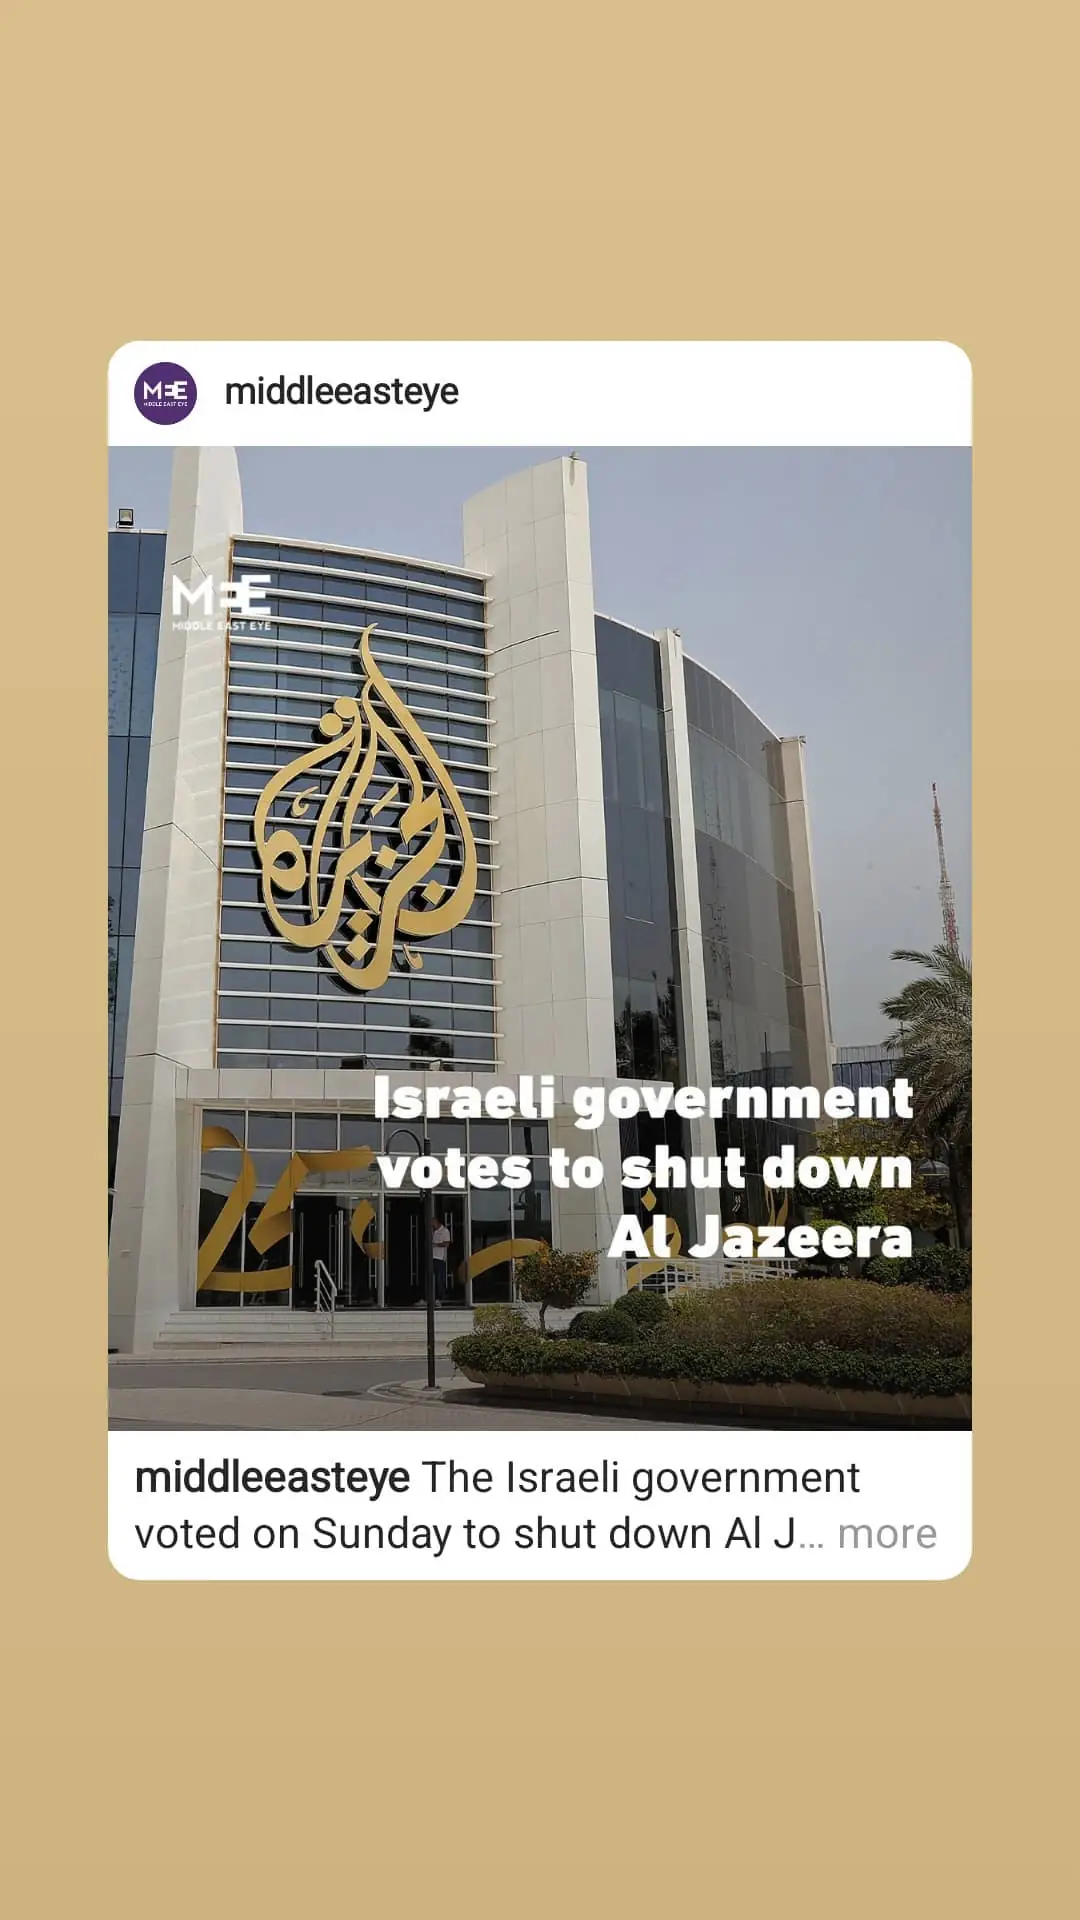 MEE
MIDDLE EAST EYE
middleeasteye
MEE
MIDDLE EAST EYE
الجزيرة
Israeli government
votes to shut down
Al Jazeera
middleeasteye The Israeli government
voted on Sunday to shut down Al J... more